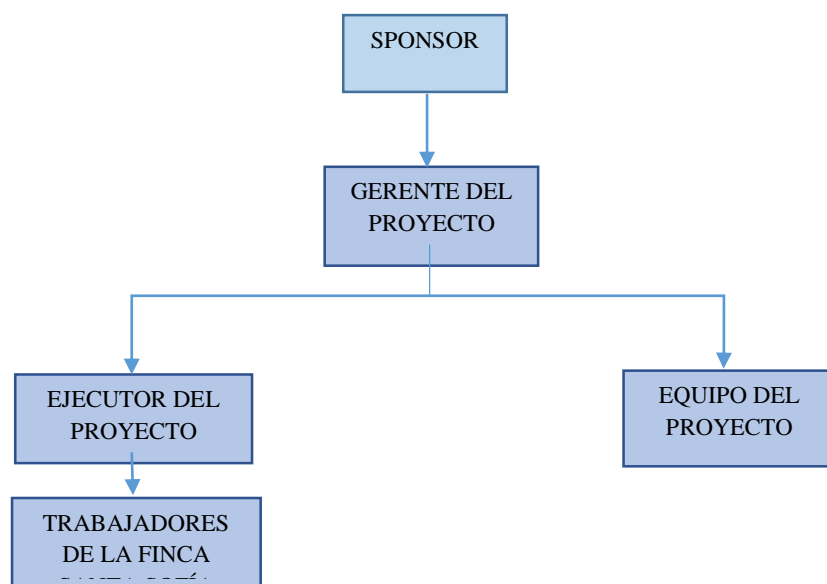 SPONSOR
GERENTE DEL
PROYECTO
EJECUTOR DEL
PROYECTO
EQUIPO DEL
PROYECTO
TRABAJADORES
DE LA FINCA